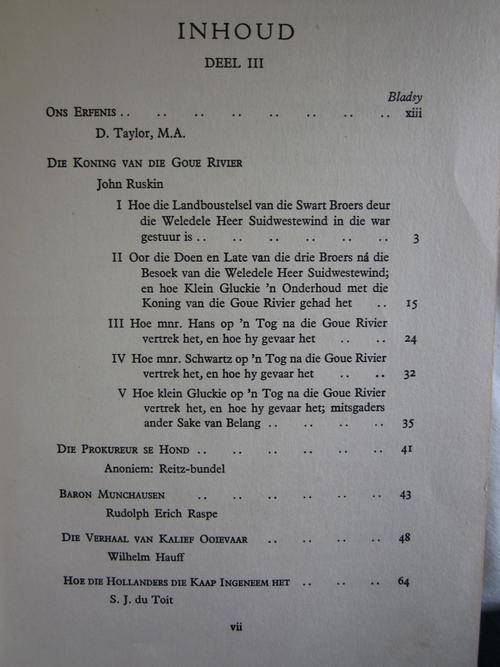 INHOUD
DEEL III
Bladsy
ONS ERFENIS .. .. .. .. .. .. .. .. xiii
D. Taylor, M.A.
DIE KONING VAN DIE GOUE RIVIER
John Ruskin
I Hoe die Landboustelsel van die Swart Broers deur
die Weledele Heer Suidwestewind in die war
gestuur is .. .. .. .. .. .. 3
II Oor die Doen en Late van die drie Broers ná die
Besoek van die Weledele Heer Suidwestewind;
en hoe Klein Gluckie 'n Onderhoud met die
Koning van die Goue Rivier gehad het .. 15
III Hoe mnr. Hans op 'n Tog na die Goue Rivier
vertrek het, en hoe hy gevaar het .. .. 24
IV Hoe mnr. Schwartz op 'n Tog na die Goue Rivier
vertrek het, en hoe hy gevaar het .. .. 32
V Hoe klein Gluckie op 'n Tog na die Goue Rivier
vertrek het, en hoe hy gevaar het; mitsgaders
ander Sake van Belang .. .. .. .. 35
DIE PROKUREUR SE HOND .. .. .. .. .. .. 41
Anoniem: Reitz-bundel
BARON MUNCHAUSEN .. .. .. .. .. .. 43
Rudolph Erich Raspe
DIE VERHAAL VAN KALIEF OOIEVAAR .. .. .. .. 48
Wilhelm Hauff
HOE DIE HOLLANDERS DIE KAAP INGENEEM HET .. .. .. 64
S. J. du Toit
vii